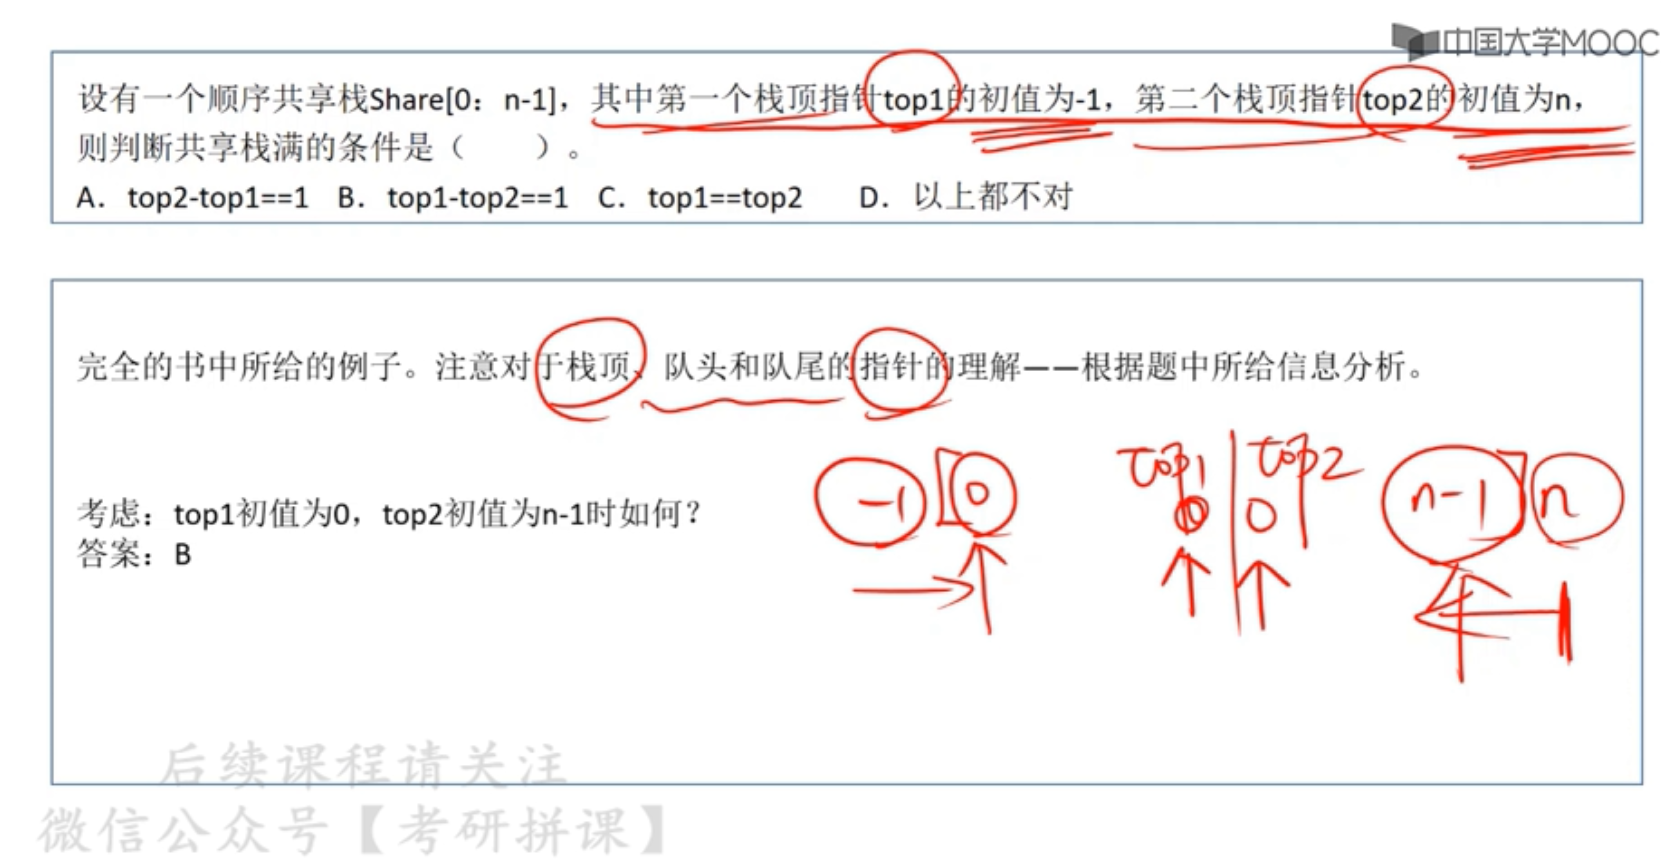 中国大学MOOC
设有一个顺序共享栈Share[0：n-1]，其中第一个栈顶指针top1的初值为-1，第二个栈顶指针top2的初值为n，
则判断共享栈满的条件是（　　）。
A．top2-top1==1　B．top1-top2==1　C．top1==top2　　D．以上都不对
完全的书中所给的例子。注意对于栈顶、队头和队尾的指针的理解——根据题中所给信息分析。
top1 top2
-1 [0 0 0 n-1] n
考虑：top1初值为0，top2初值为n-1时如何？
答案：B
后续课程请关注
微信公众号【考研拼课】